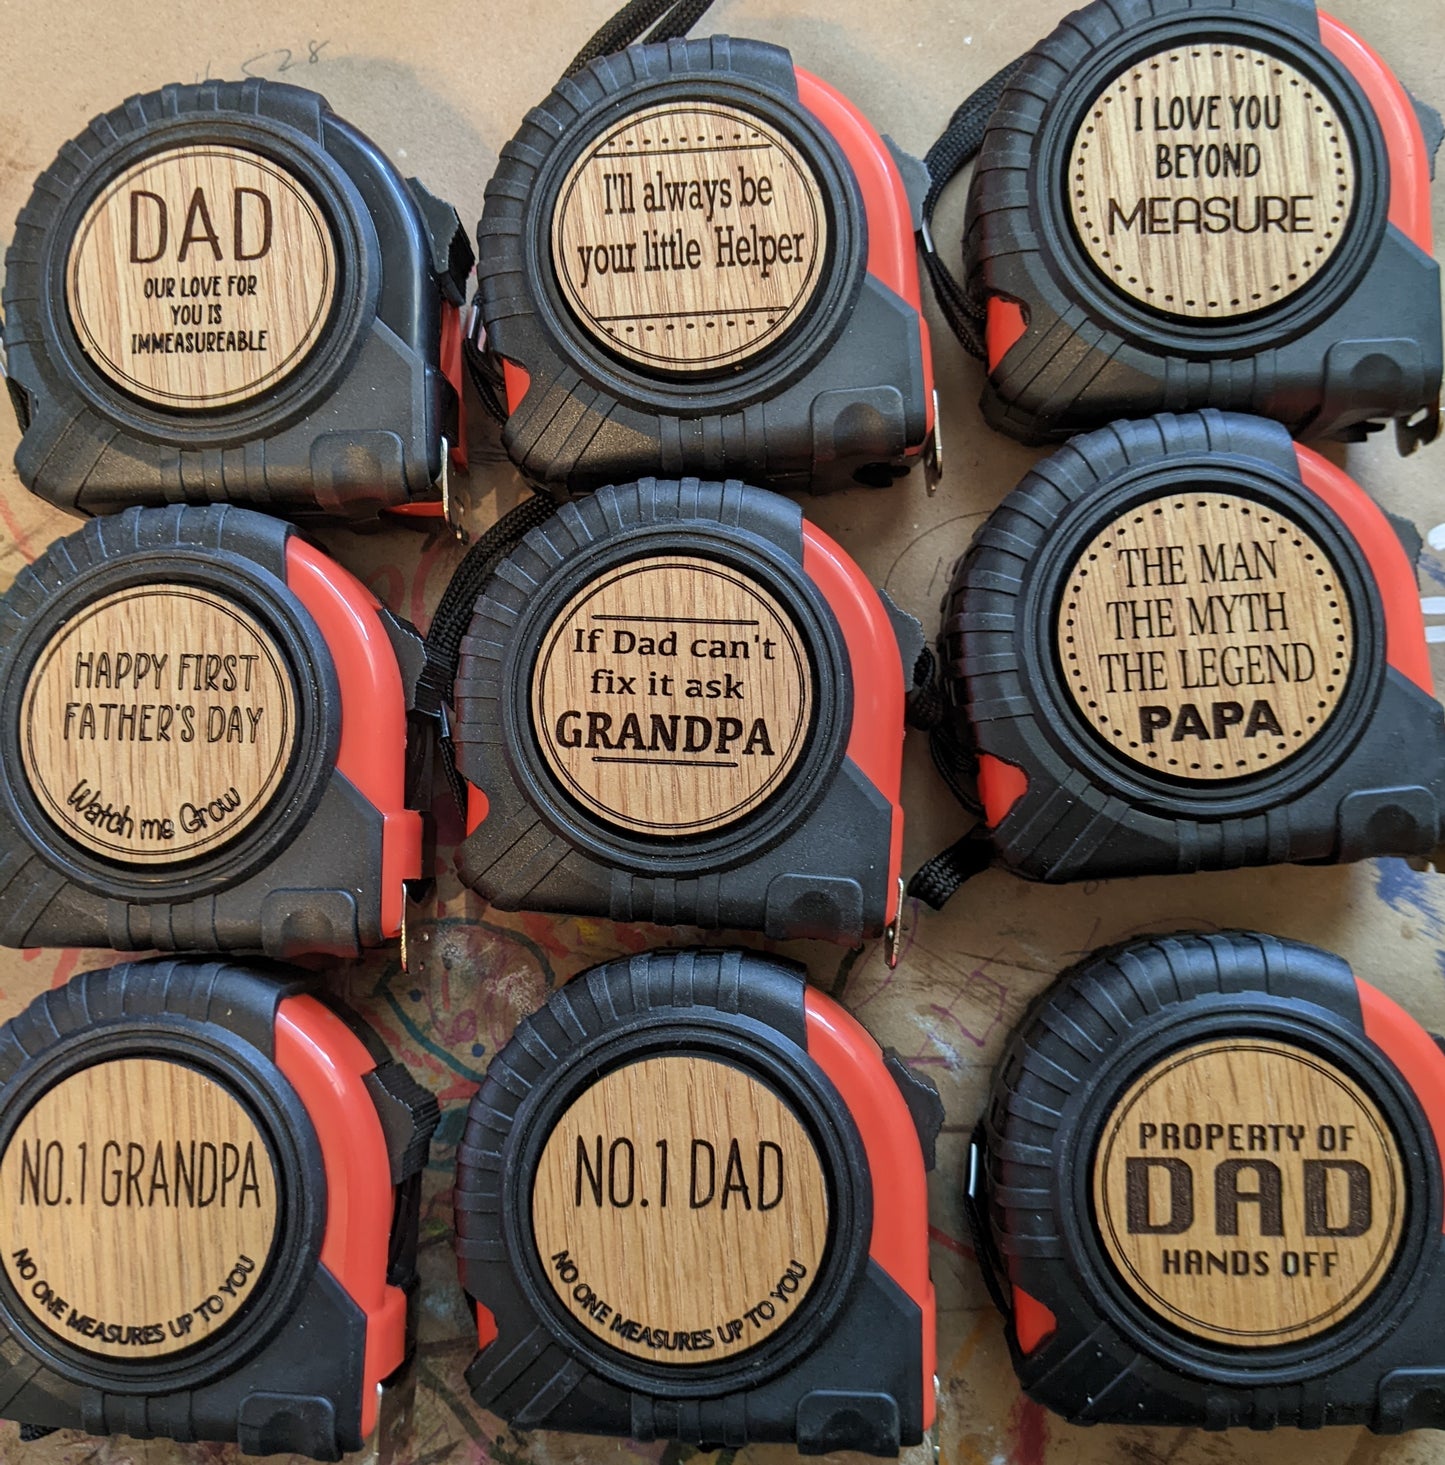 528
DAD
OUR LOVE FOR
YOU IS
IMMEASUREABLE
I'll always be
your little Helper
I LOVE YOU
BEYOND
MEASURE
HAPPY FIRST
FATHER'S DAY
Watch me Grow
If Dad can't
fix it ask
GRANDPA
THE MAN
THE MYTH
THE LEGEND
PAPA
NO.1 GRANDPA
NO ONE MEASURES UP TO YOU
NO.1 DAD
NO ONE MEASURES UP TO YOU
PROPERTY OF
DAD
HANDS OFF